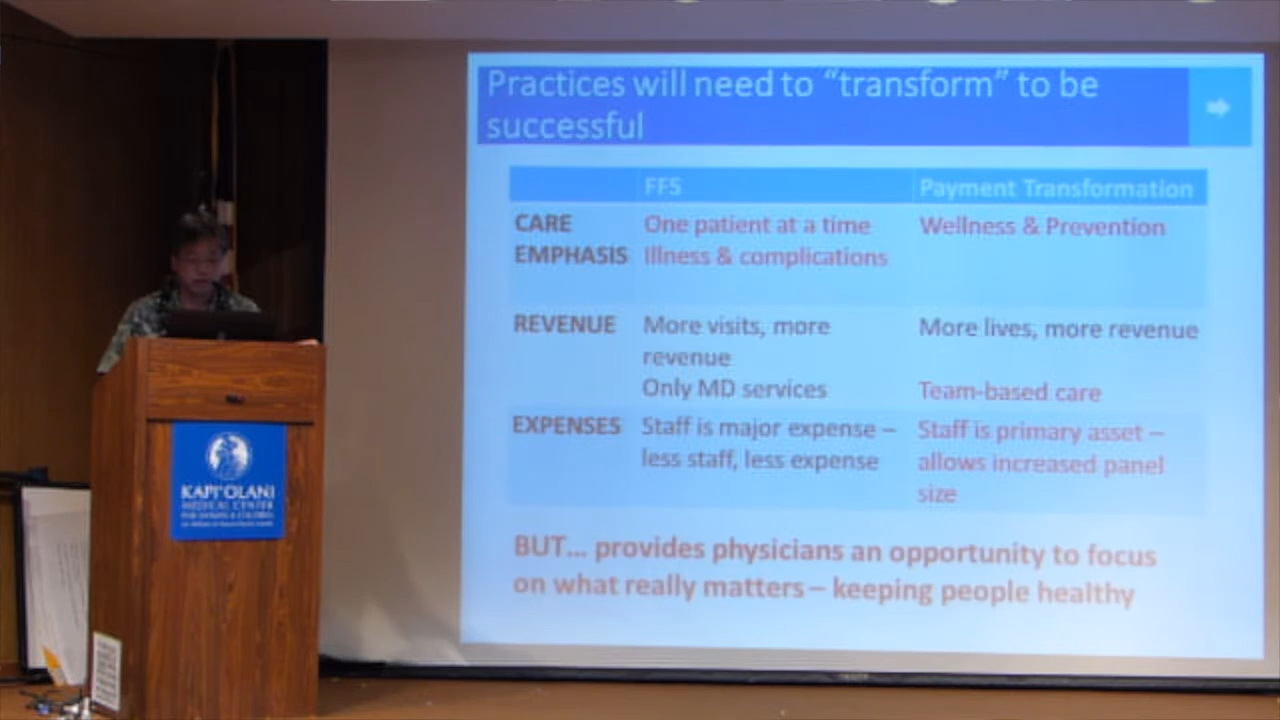 Practices will need to “transform” to be
successful
FFS
Payment Transformation
CARE
EMPHASIS
One patient at a time
Illness & complications
Wellness & Prevention
REVENUE
More visits, more
revenue
Only MD services
More lives, more revenue
Team-based care
EXPENSES
Staff is major expense –
less staff, less expense
Staff is primary asset –
allows increased panel
size
BUT... provides physicians an opportunity to focus
on what really matters – keeping people healthy
KAPI‘OLANI
MEDICAL CENTER
FOR WOMEN & CHILDREN